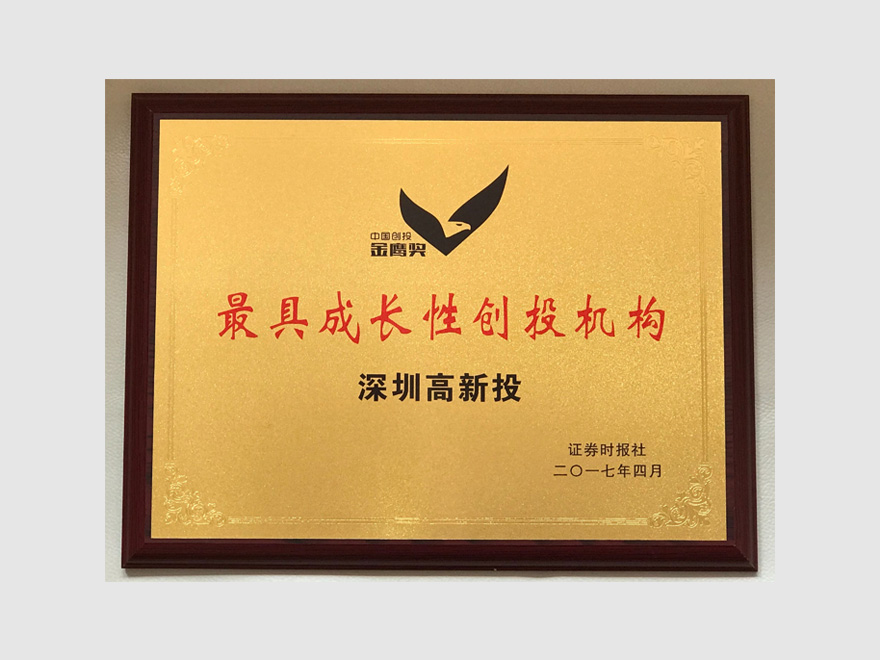 中国创投
金鹰奖
最具成长性创投机构
深圳高新投
证券时报社
二〇一七年四月